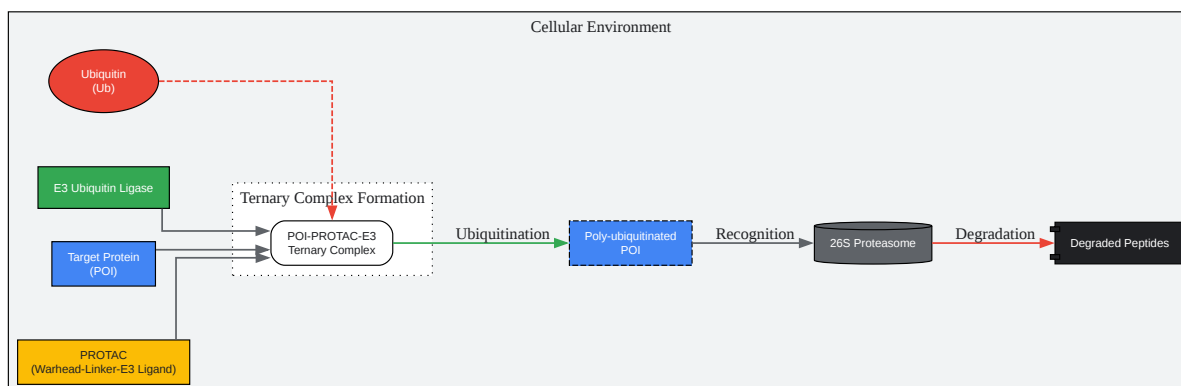 Cellular Environment
Ubiquitin
(Ub)
E3 Ubiquitin Ligase
Target Protein
(POI)
PROTAC
(Warhead-Linker-E3 Ligand)
Ternary Complex Formation
POI-PROTAC-E3
Ternary Complex
Ubiquitination
Poly-ubiquitinated
POI
Recognition
26S Proteasome
Degradation
Degraded Peptides